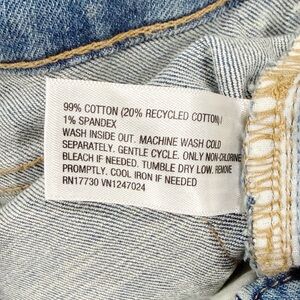 99% COTTON (20% RECYCLED COTTON)/
1% SPANDEX
WASH INSIDE OUT. MACHINE WASH COLD
SEPARATELY. GENTLE CYCLE. ONLY NON-CHLORINE
BLEACH IF NEEDED. TUMBLE DRY LOW. REMOVE
PROMPTLY. COOL IRON IF NEEDED
RN17730 VN1247024